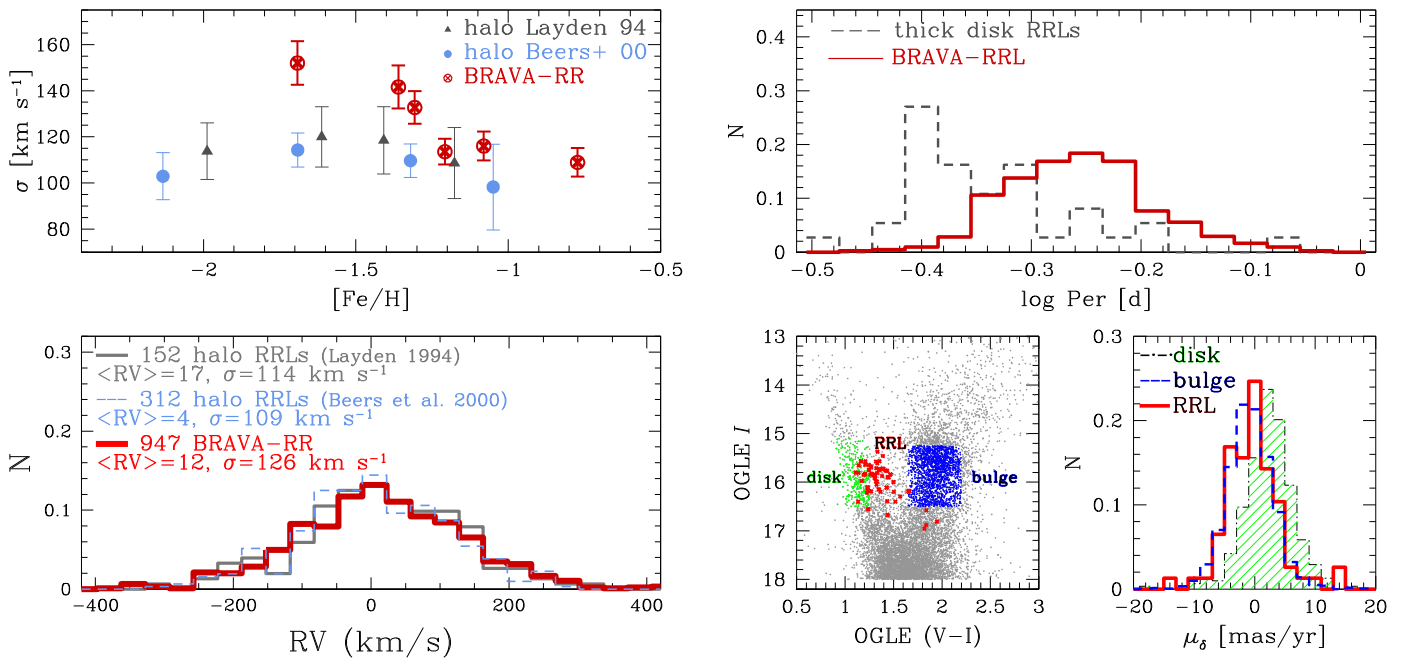 halo Layden 94
halo Beers+ 00
BRAVA-RR
160
140
120
100
80
σ [km s⁻¹]
−2
−1.5
−1
−0.5
[Fe/H]
thick disk RRLs
BRAVA-RRL
0.4
0.3
0.2
0.1
0
N
−0.5
−0.4
−0.3
−0.2
−0.1
0
log Per [d]
152 halo RRLs (Layden 1994)
<RV>=17, σ=114 km s⁻¹
312 halo RRLs (Beers et al. 2000)
<RV>=4, σ=109 km s⁻¹
947 BRAVA-RR
<RV>=12, σ=126 km s⁻¹
0.3
0.2
0.1
0
N
−400
−200
0
200
400
RV (km/s)
13
14
15
16
17
18
OGLE I
RRL
disk
bulge
0.5
1
1.5
2
2.5
3
OGLE (V−I)
disk
bulge
RRL
0.3
0.2
0.1
0
N
−20
−10
0
10
20
μδ [mas/yr]